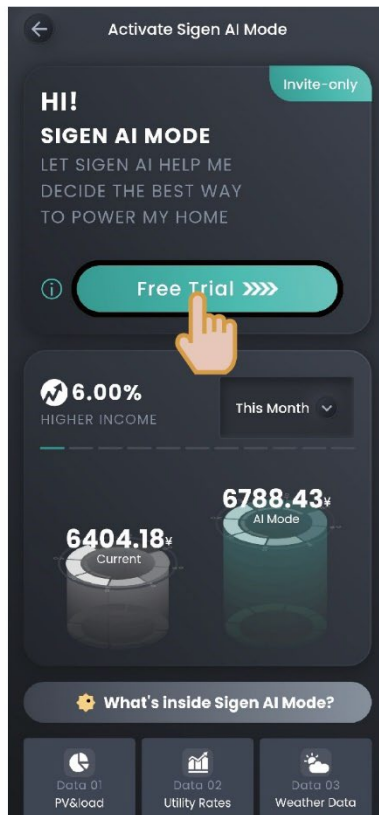 Activate Sigen AI Mode
Invite-only
HI!
SIGEN AI MODE
LET SIGEN AI HELP ME
DECIDE THE BEST WAY
TO POWER MY HOME
Free Trial
6.00%
HIGHER INCOME
This Month
6788.43¥
AI Mode
6404.18¥
Current
What's inside Sigen AI Mode?
Data 01
PV&load
Data 02
Utility Rates
Data 03
Weather Data